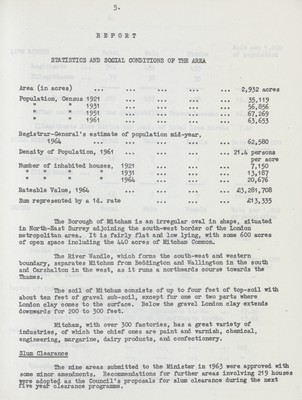 5.
REPORT
STATISTICS AND SOCIAL CONDITIONS OF THE AREA
Area (in acres) ... ... ... ... ... 2,932 acres
Population, Census 1921 ... ... ... ... 35,119
" " 1931 ... ... ... ... 56,856
" " 1951 ... ... ... ... 67,269
" " 1961 ... ... ... ... 63,653
Registrar-General's estimate of population mid-year,
1964 ... ... ... ... ... 62,580
Density of Population, 1961 ... ... ... ... 21.4 persons
per acre
Number of inhabited houses, 1921 ... ... ... 7,150
" " " " 1931 ... ... ... 13,187
" " " " 1964 ... ... ... 20,676
Rateable Value, 1964 ... ... ... ... £3,281,708
Sum represented by a 1d. rate ... ... ... £13,335
The Borough of Mitcham is an irregular oval in shape, situated
in North-East Surrey adjoining the south-west border of the London
metropolitan area. It is fairly flat and low lying, with some 600 acres
of open space including the 440 acres of Mitcham Common.
The River Wandle, which forms the south-west and western
boundary, separates Mitcham from Beddington and Wallington in the south
and Carshalton in the west, as it runs a northwards course towards the
Thames.
The soil of Mitcham consists of up to four feet of top-soil with
about ten feet of gravel sub-soil, except for one or two parts where
London clay comes to the surface. Below the gravel London clay extends
downwards for 200 to 300 feet.
Mitcham, with over 300 factories, has a great variety of
industries, of which the chief ones are paint and varnish, chemical,
engineering, margarine, dairy products, and confectionery.
Slum Clearance
The nine areas submitted to the Minister in 1963 were approved with
some minor amendments. Recommendations for further areas involving 219 houses
were adopted as the Council's proposals for slum clearance during the next
five year clearance programme.